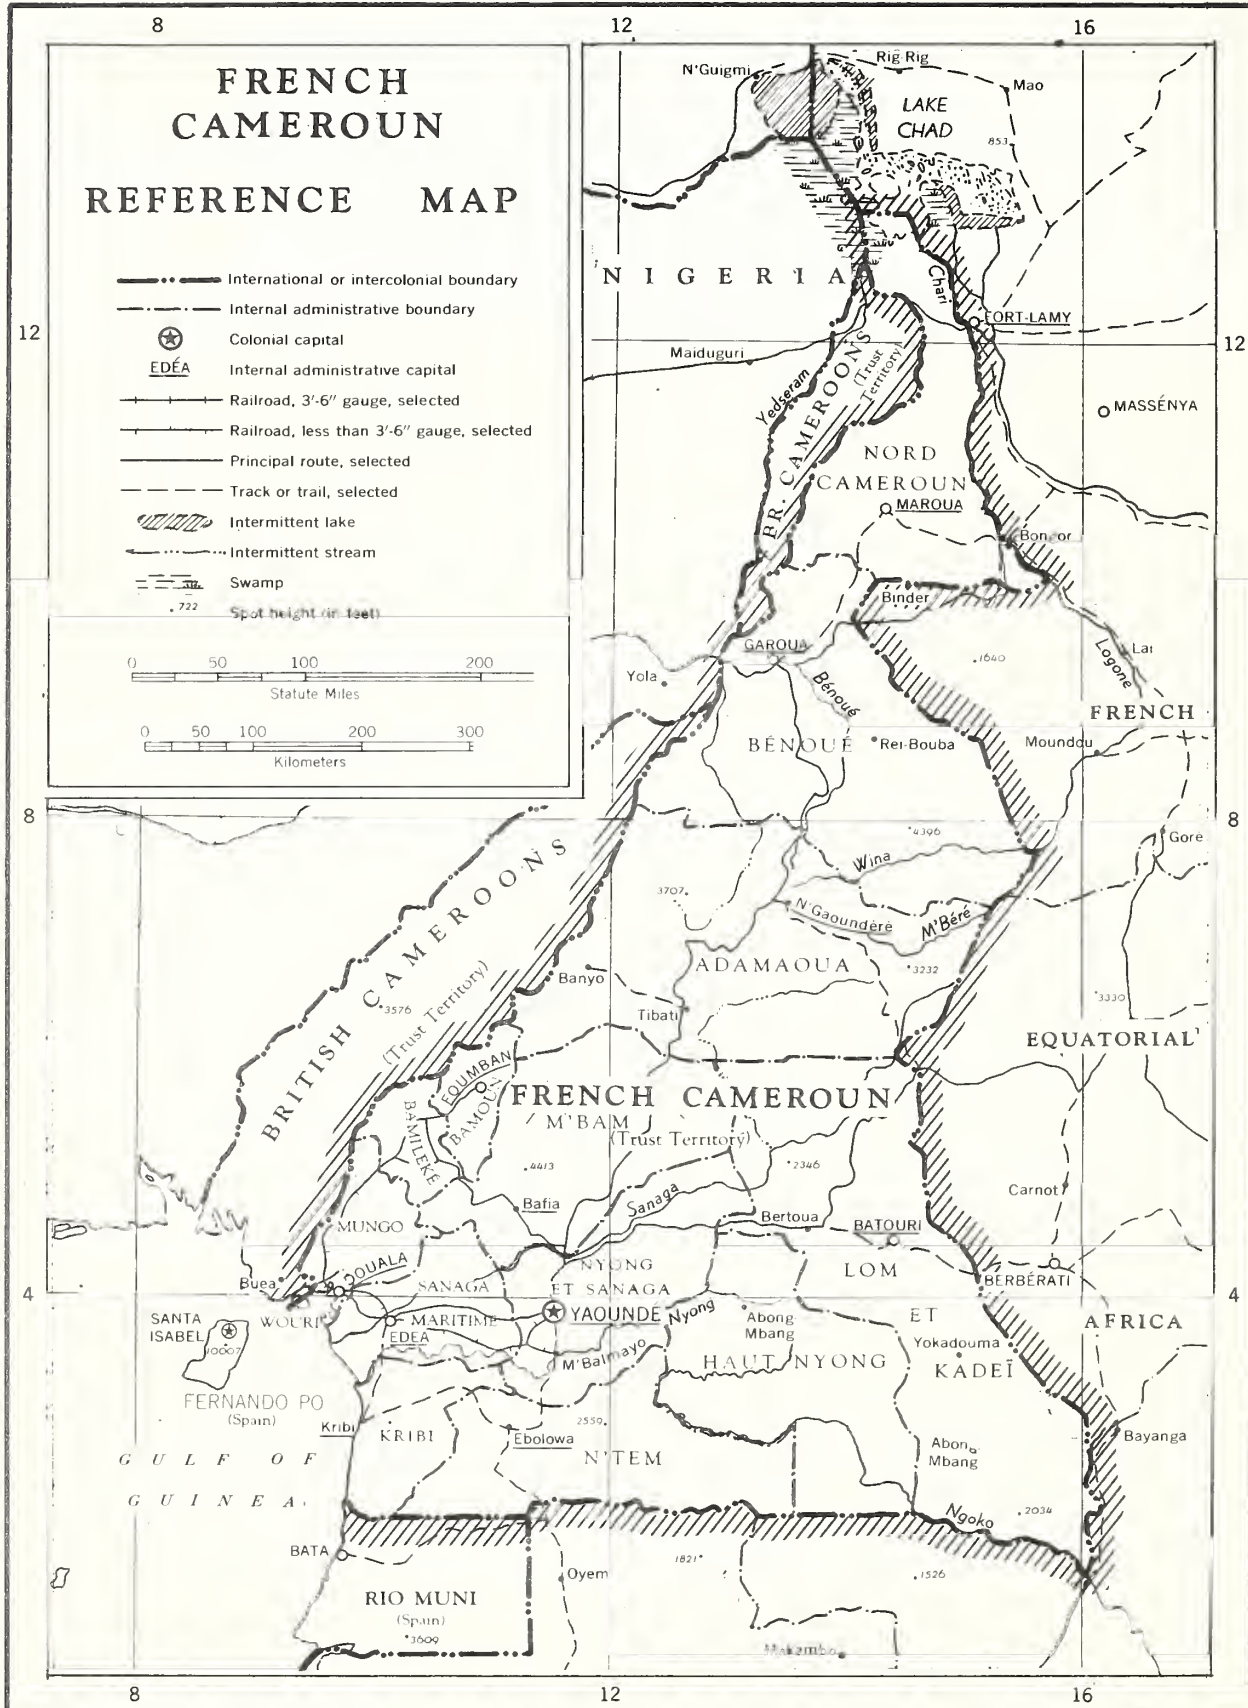 8
12
16
FRENCH
CAMEROUN
REFERENCE MAP
International or intercolonial boundary
Internal administrative boundary
Colonial capital
EDÉA
Internal administrative capital
Railroad, 3'-6" gauge, selected
Railroad, less than 3'-6" gauge, selected
Principal route, selected
Track or trail, selected
Intermittent lake
Intermittent stream
Swamp
.722
Spot height (in feet)
0 50 100 200
Statute Miles
0 50 100 200 300
Kilometers
N'Guigmi
Rig-Rig
Mao
LAKE
CHAD
853
NIGERIA
Chari
FORT-LAMY
12
12
Maiduguri
Yedseram
BR. CAMEROONS
(Trust
Territory)
MASSÉNYA
NORD
CAMEROUN
MAROUA
Bongor
Binder
GAROUA
Yola
Bénoué
1640
Logone
Lai
FRENCH
BÉNOUÉ
Rei-Bouba
Moundou
8
8
4396
Gore
Wina
3707
N'Gaoundéré
M'Béré
BRITISH CAMEROONS
(Trust Territory)
3576
ADAMAOUA
3232
Banyo
Tibati
3330
EQUATORIAL
FOUMBAN
BAMOUN
BAMILEKÉ
FRENCH CAMEROUN
M'BAM
(Trust Territory)
4413
2346
Bafia
Sanaga
Carnot
MUNGO
Bertoua
BATOURI
NYONG
ET SANAGA
LOM
Buea
DOUALA
SANAGA
BERBÉRATI
4
4
SANTA
ISABEL
10007
WOURI
MARITIME
EDEA
YAOUNDÉ
Nyong
Abong
Mbang
ET
AFRICA
M'Balmayo
HAUT NYONG
Yokadouma
KADEÏ
FERNANDO PO
(Spain)
Kribi
KRIBI
Ebolowa
2559
Bayanga
GULF OF
GUINEA
N'TEM
Abong
Mbang
Ngoko
2034
BATA
1821
Oyem
1526
RIO MUNI
(Spain)
3609
Makambo
8
12
16